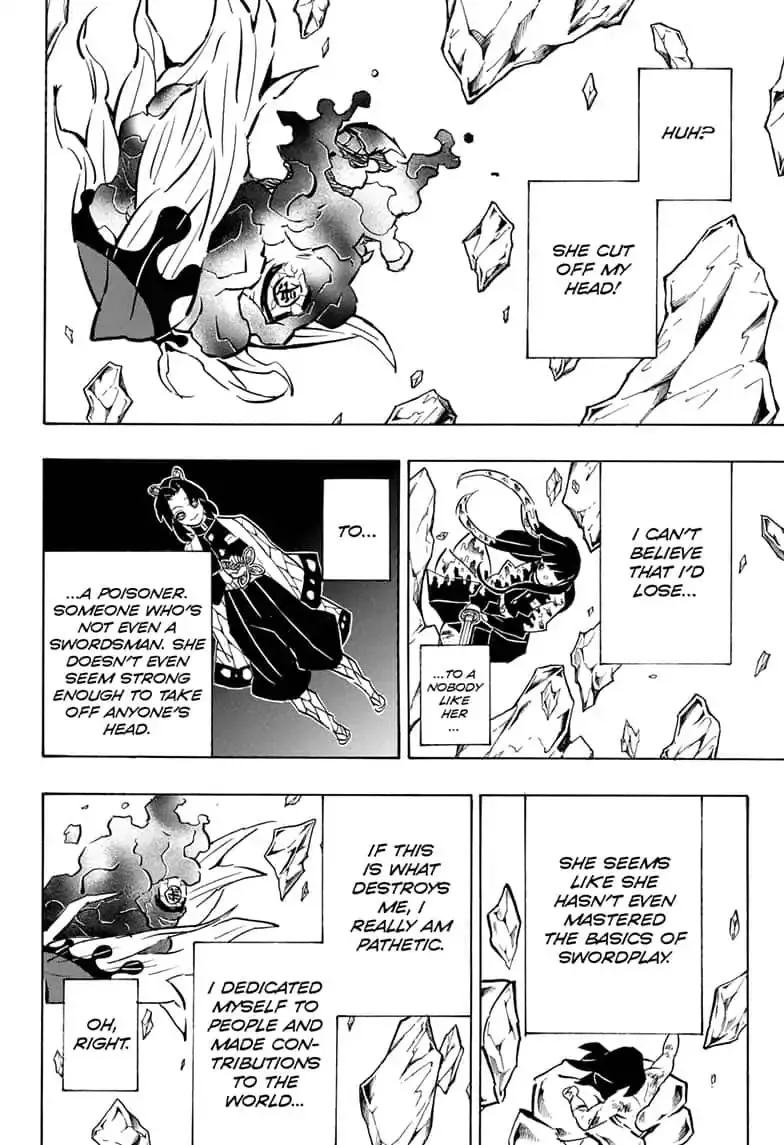 HUH?
SHE CUT
OFF MY
HEAD!
I CAN'T
BELIEVE
THAT I'D
LOSE...
...TO A
NOBODY
LIKE
HER
...
TO...
...A POISONER.
SOMEONE WHO'S
NOT EVEN A
SWORDSMAN. SHE
DOESN'T EVEN
SEEM STRONG
ENOUGH TO TAKE
OFF ANYONE'S
HEAD.
SHE SEEMS
LIKE SHE
HASN'T EVEN
MASTERED
THE BASICS OF
SWORDPLAY.
IF THIS
IS WHAT
DESTROYS
ME, I
REALLY AM
PATHETIC.
I DEDICATED
MYSELF TO
PEOPLE AND
MADE CON-
TRIBUTIONS
TO THE
WORLD...
OH,
RIGHT.